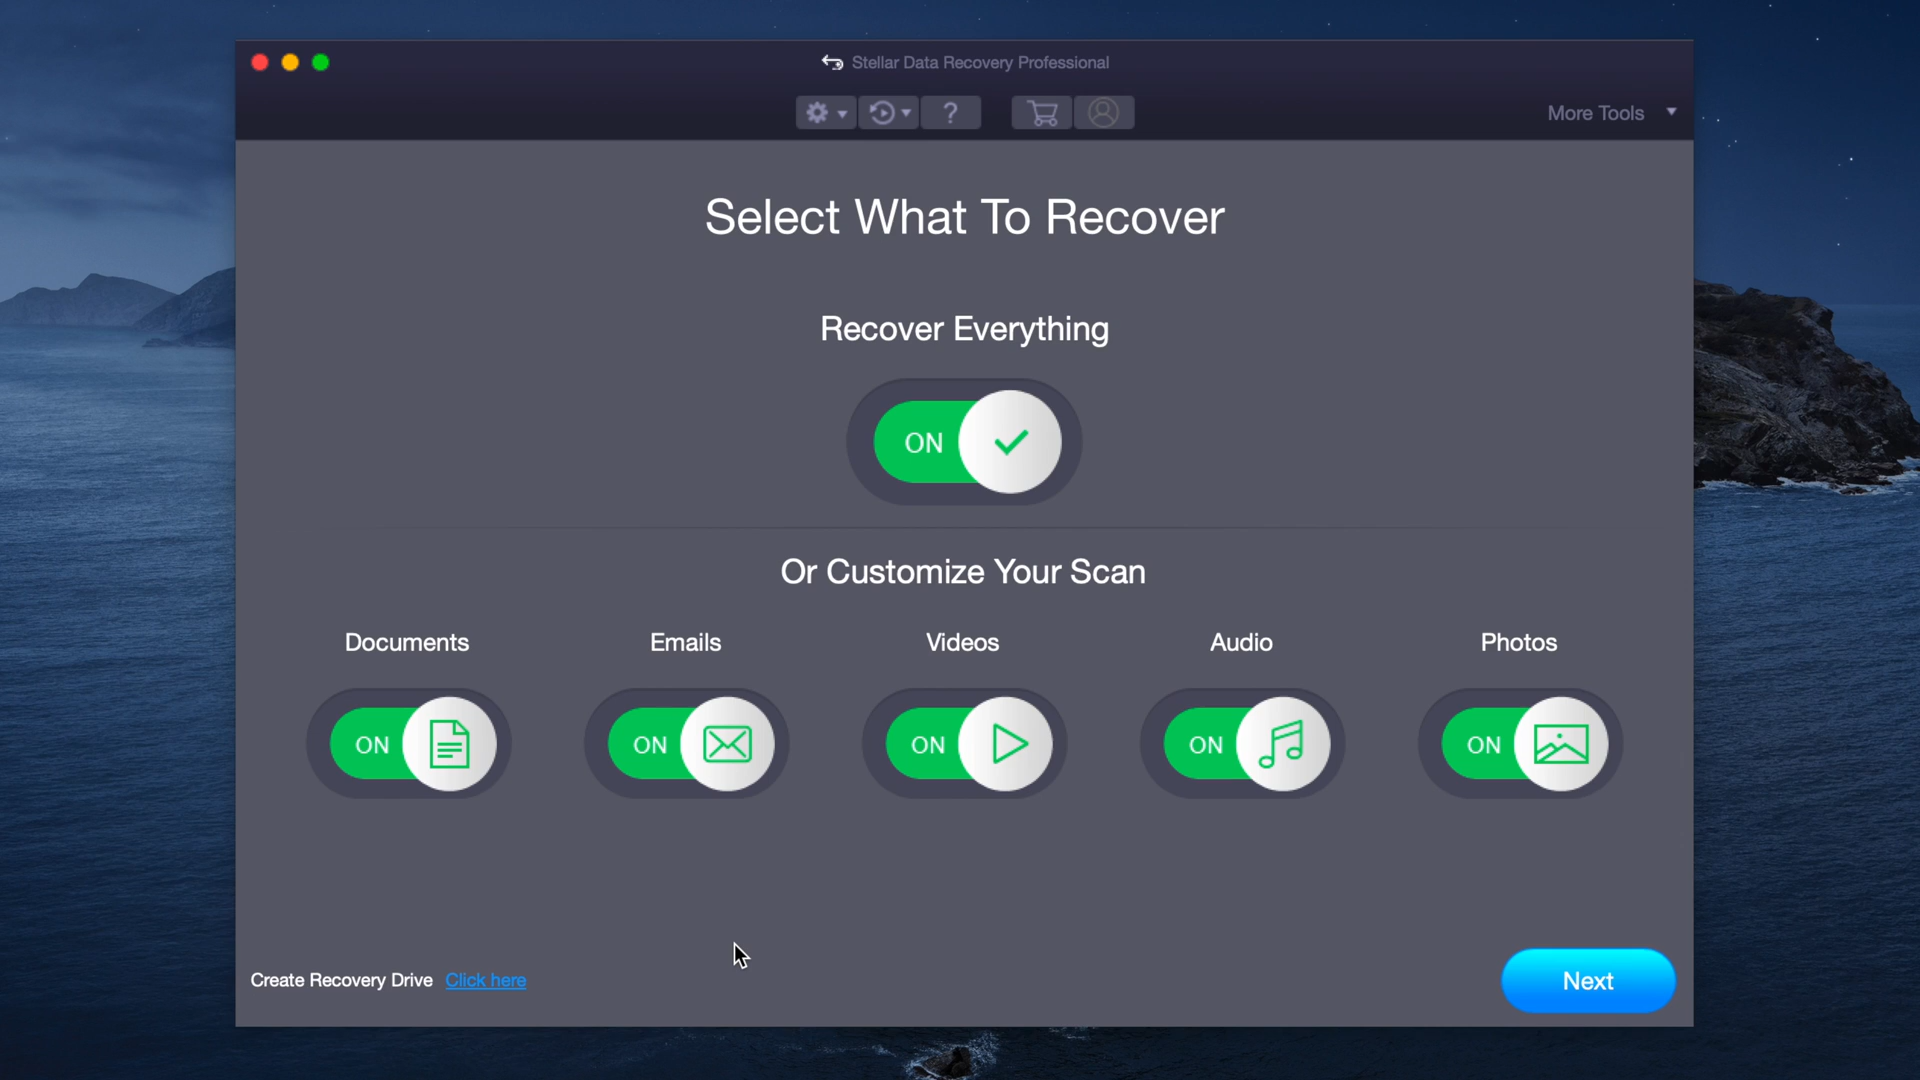 Stellar Data Recovery Professional
?
More Tools
Select What To Recover
Recover Everything
ON
Or Customize Your Scan
Documents Emails Videos Audio Photos
ON ON ON ON ON
Create Recovery Drive Click here
Next